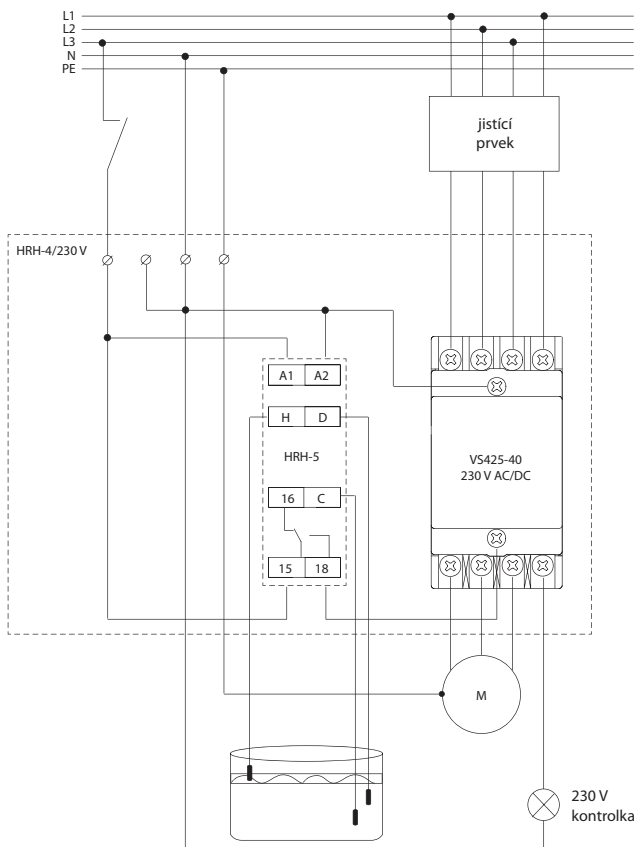 L1
L2
L3
N
PE
jistící
prvek
HRH-4/230 V
A1 A2
H D
HRH-5
16 C
15 18
VS425-40
230 V AC/DC
M
230 V
kontrolka